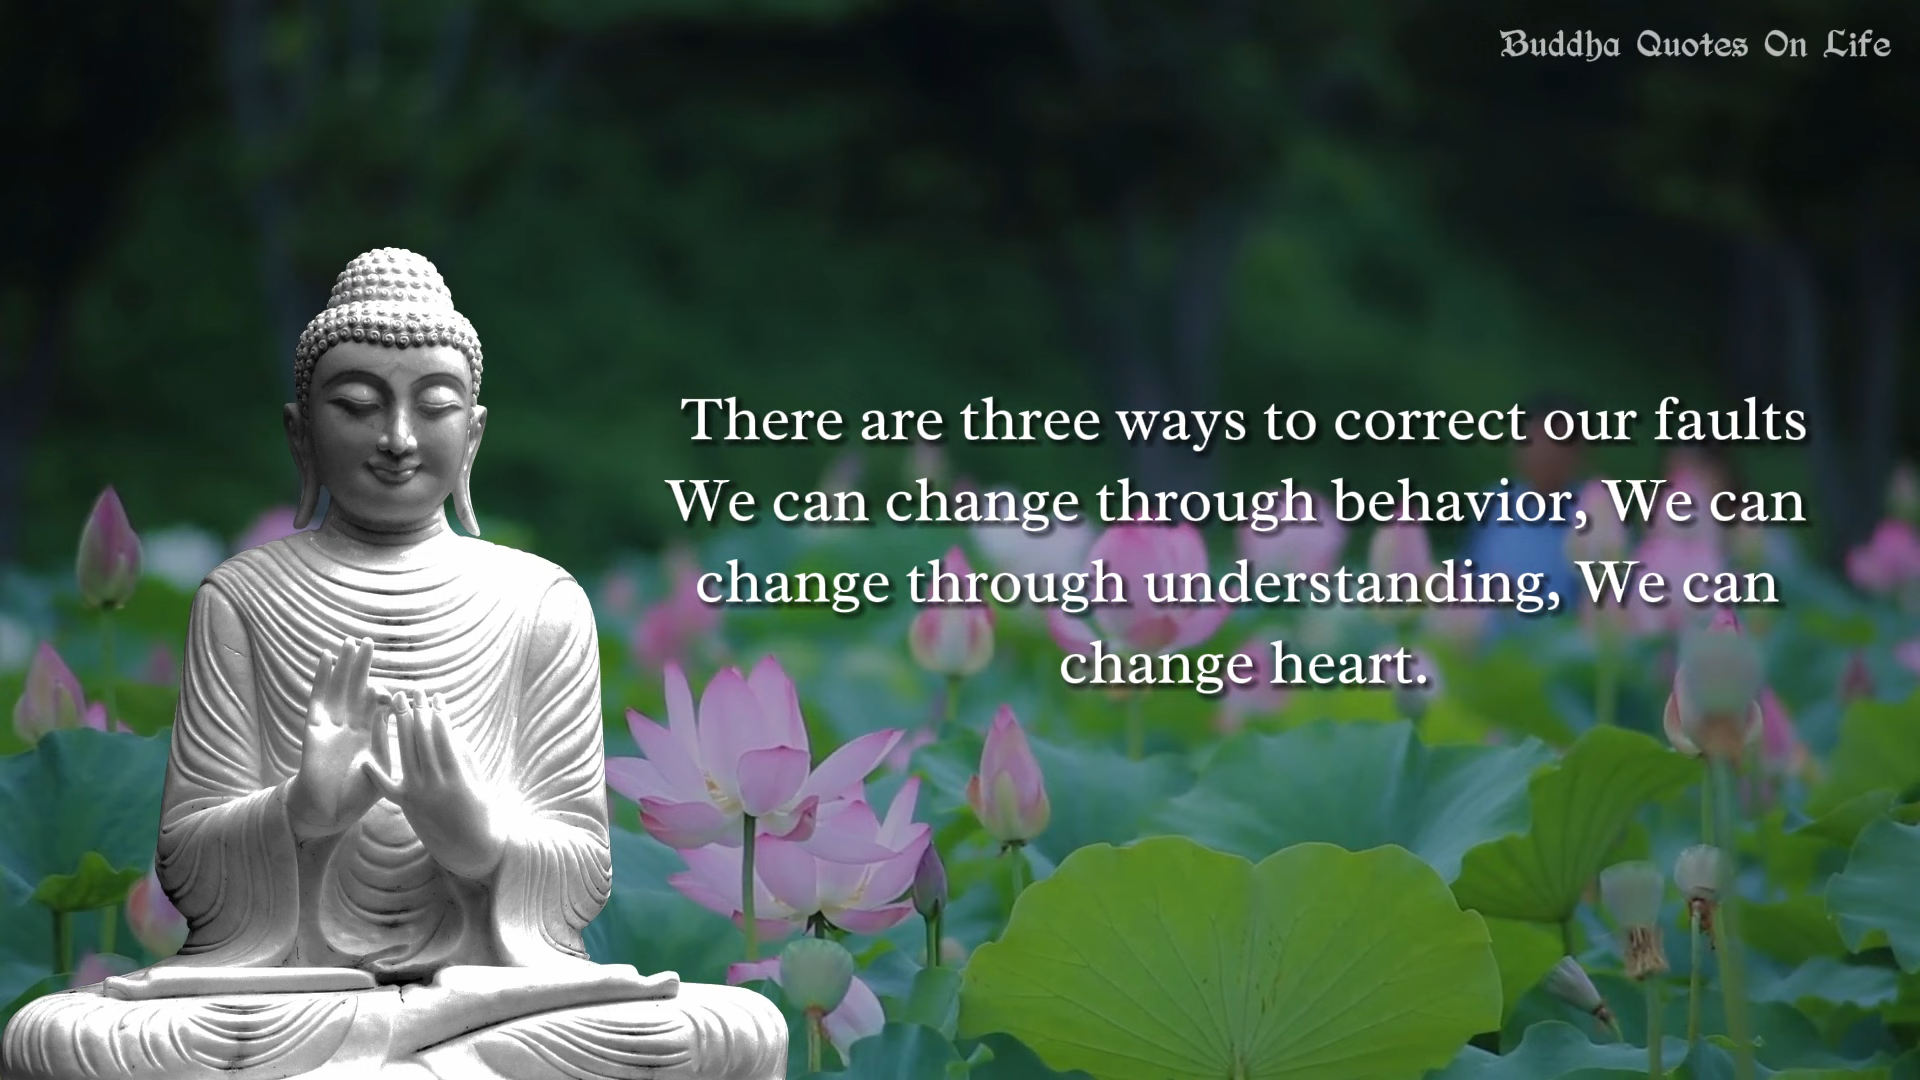 Buddha Quotes On Life
There are three ways to correct our faults
We can change through behavior, We can
change through understanding, We can
change heart.